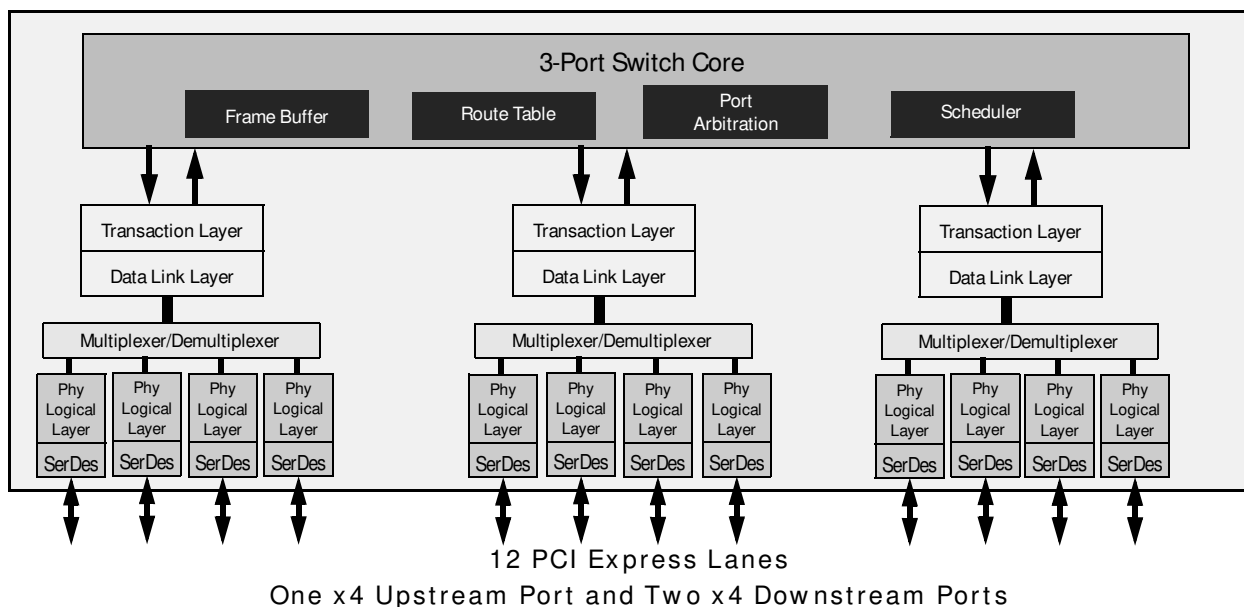 3-Port Switch Core
Frame Buffer
Route Table
Port
Arbitration
Scheduler
Transaction Layer
Data Link Layer
Multiplexer/Demultiplexer
Phy
Logical
Layer
SerDes
Phy
Logical
Layer
SerDes
Phy
Logical
Layer
SerDes
Phy
Logical
Layer
SerDes
Transaction Layer
Data Link Layer
Multiplexer/Demultiplexer
Phy
Logical
Layer
SerDes
Phy
Logical
Layer
SerDes
Phy
Logical
Layer
SerDes
Phy
Logical
Layer
SerDes
Transaction Layer
Data Link Layer
Multiplexer/Demultiplexer
Phy
Logical
Layer
SerDes
Phy
Logical
Layer
SerDes
Phy
Logical
Layer
SerDes
Phy
Logical
Layer
SerDes
12 PCI Express Lanes
One x4 Upstream Port and Two x4 Downstream Ports